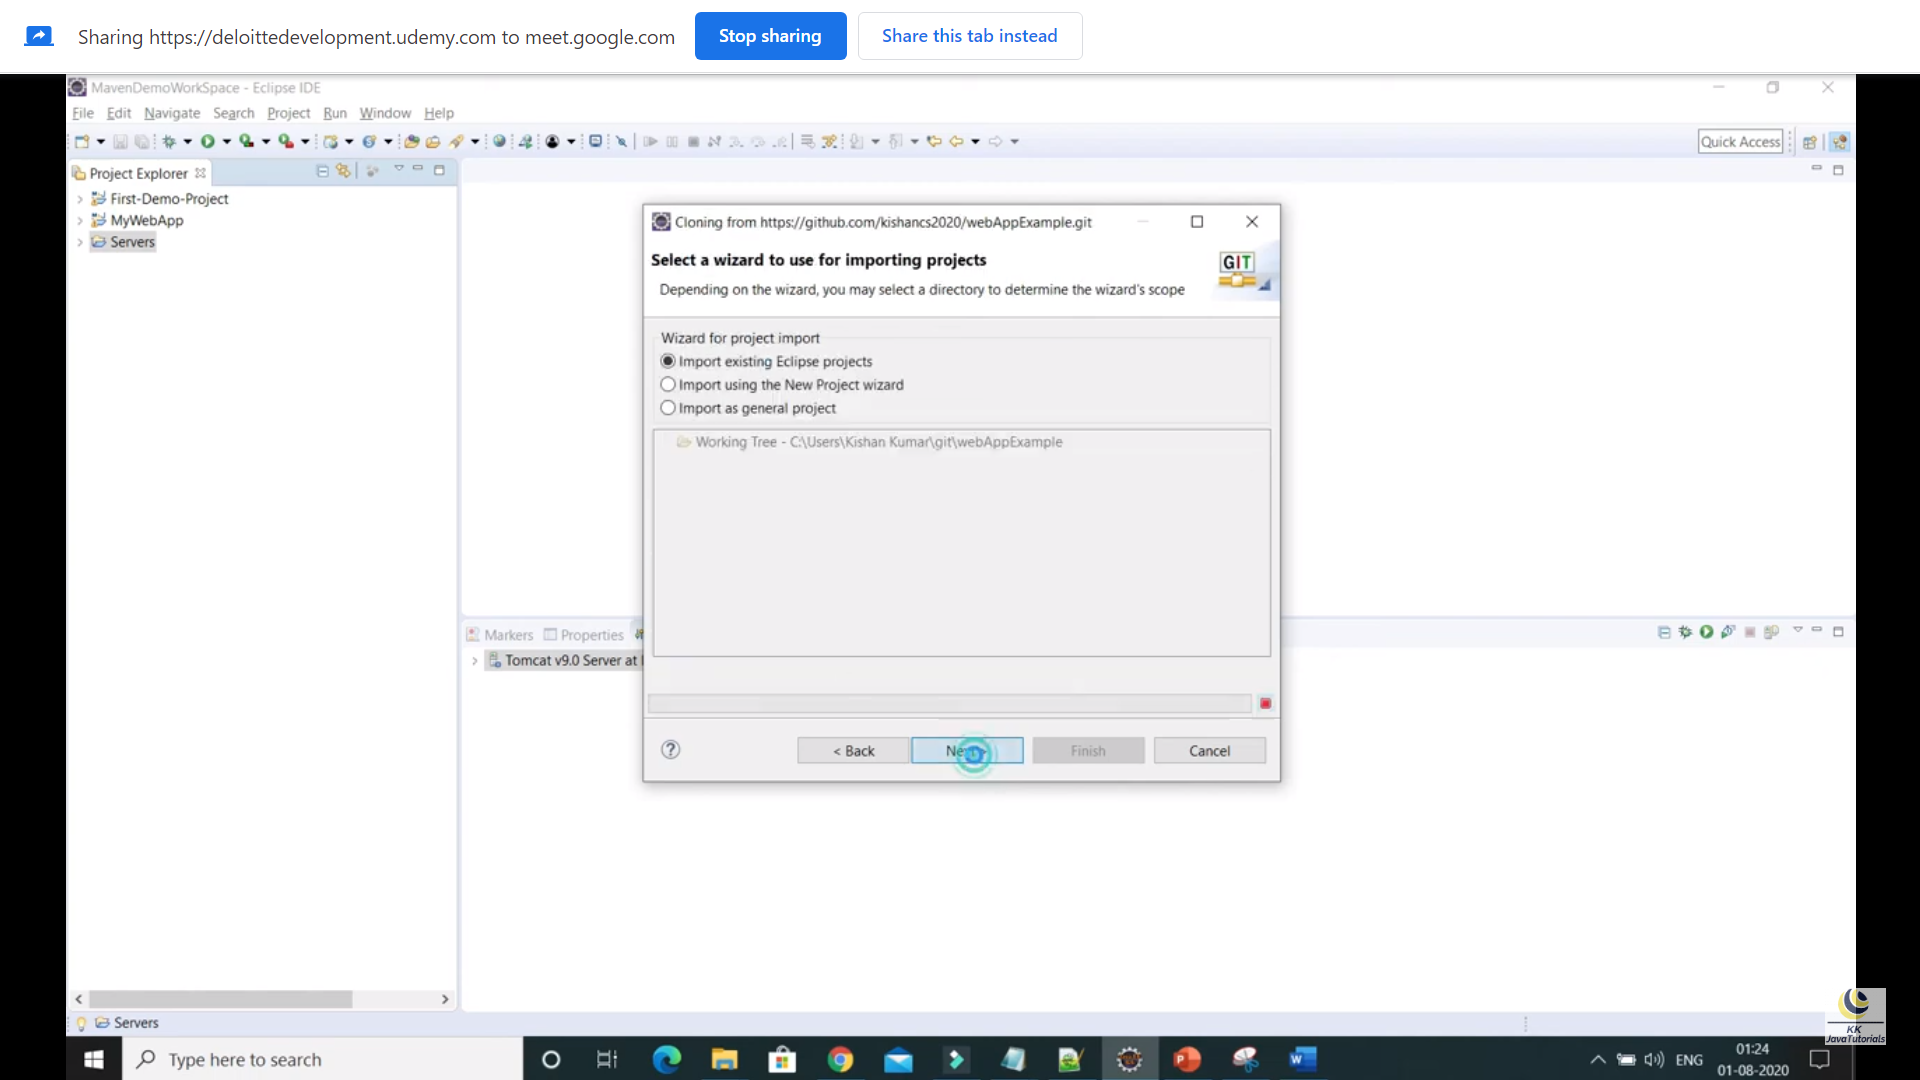 Sharing https://deloittedevelopment.udemy.com to meet.google.com
Stop sharing
Share this tab instead
MavenDemoWorkSpace - Eclipse IDE
File Edit Navigate Search Project Run Window Help
Quick Access
Project Explorer
First-Demo-Project
MyWebApp
Servers
Cloning from https://github.com/kishancs2020/webAppExample.git
Select a wizard to use for importing projects
GIT
Depending on the wizard, you may select a directory to determine the wizard's scope
Wizard for project import
Import existing Eclipse projects
Import using the New Project wizard
Import as general project
Working Tree - C:\Users\Kishan Kumar\git\webAppExample
Markers Properties
Tomcat v9.0 Server at
< Back
Finish
Cancel
Servers
KK
JavaTutorials
Type here to search
ENG
01:24
01-08-2020